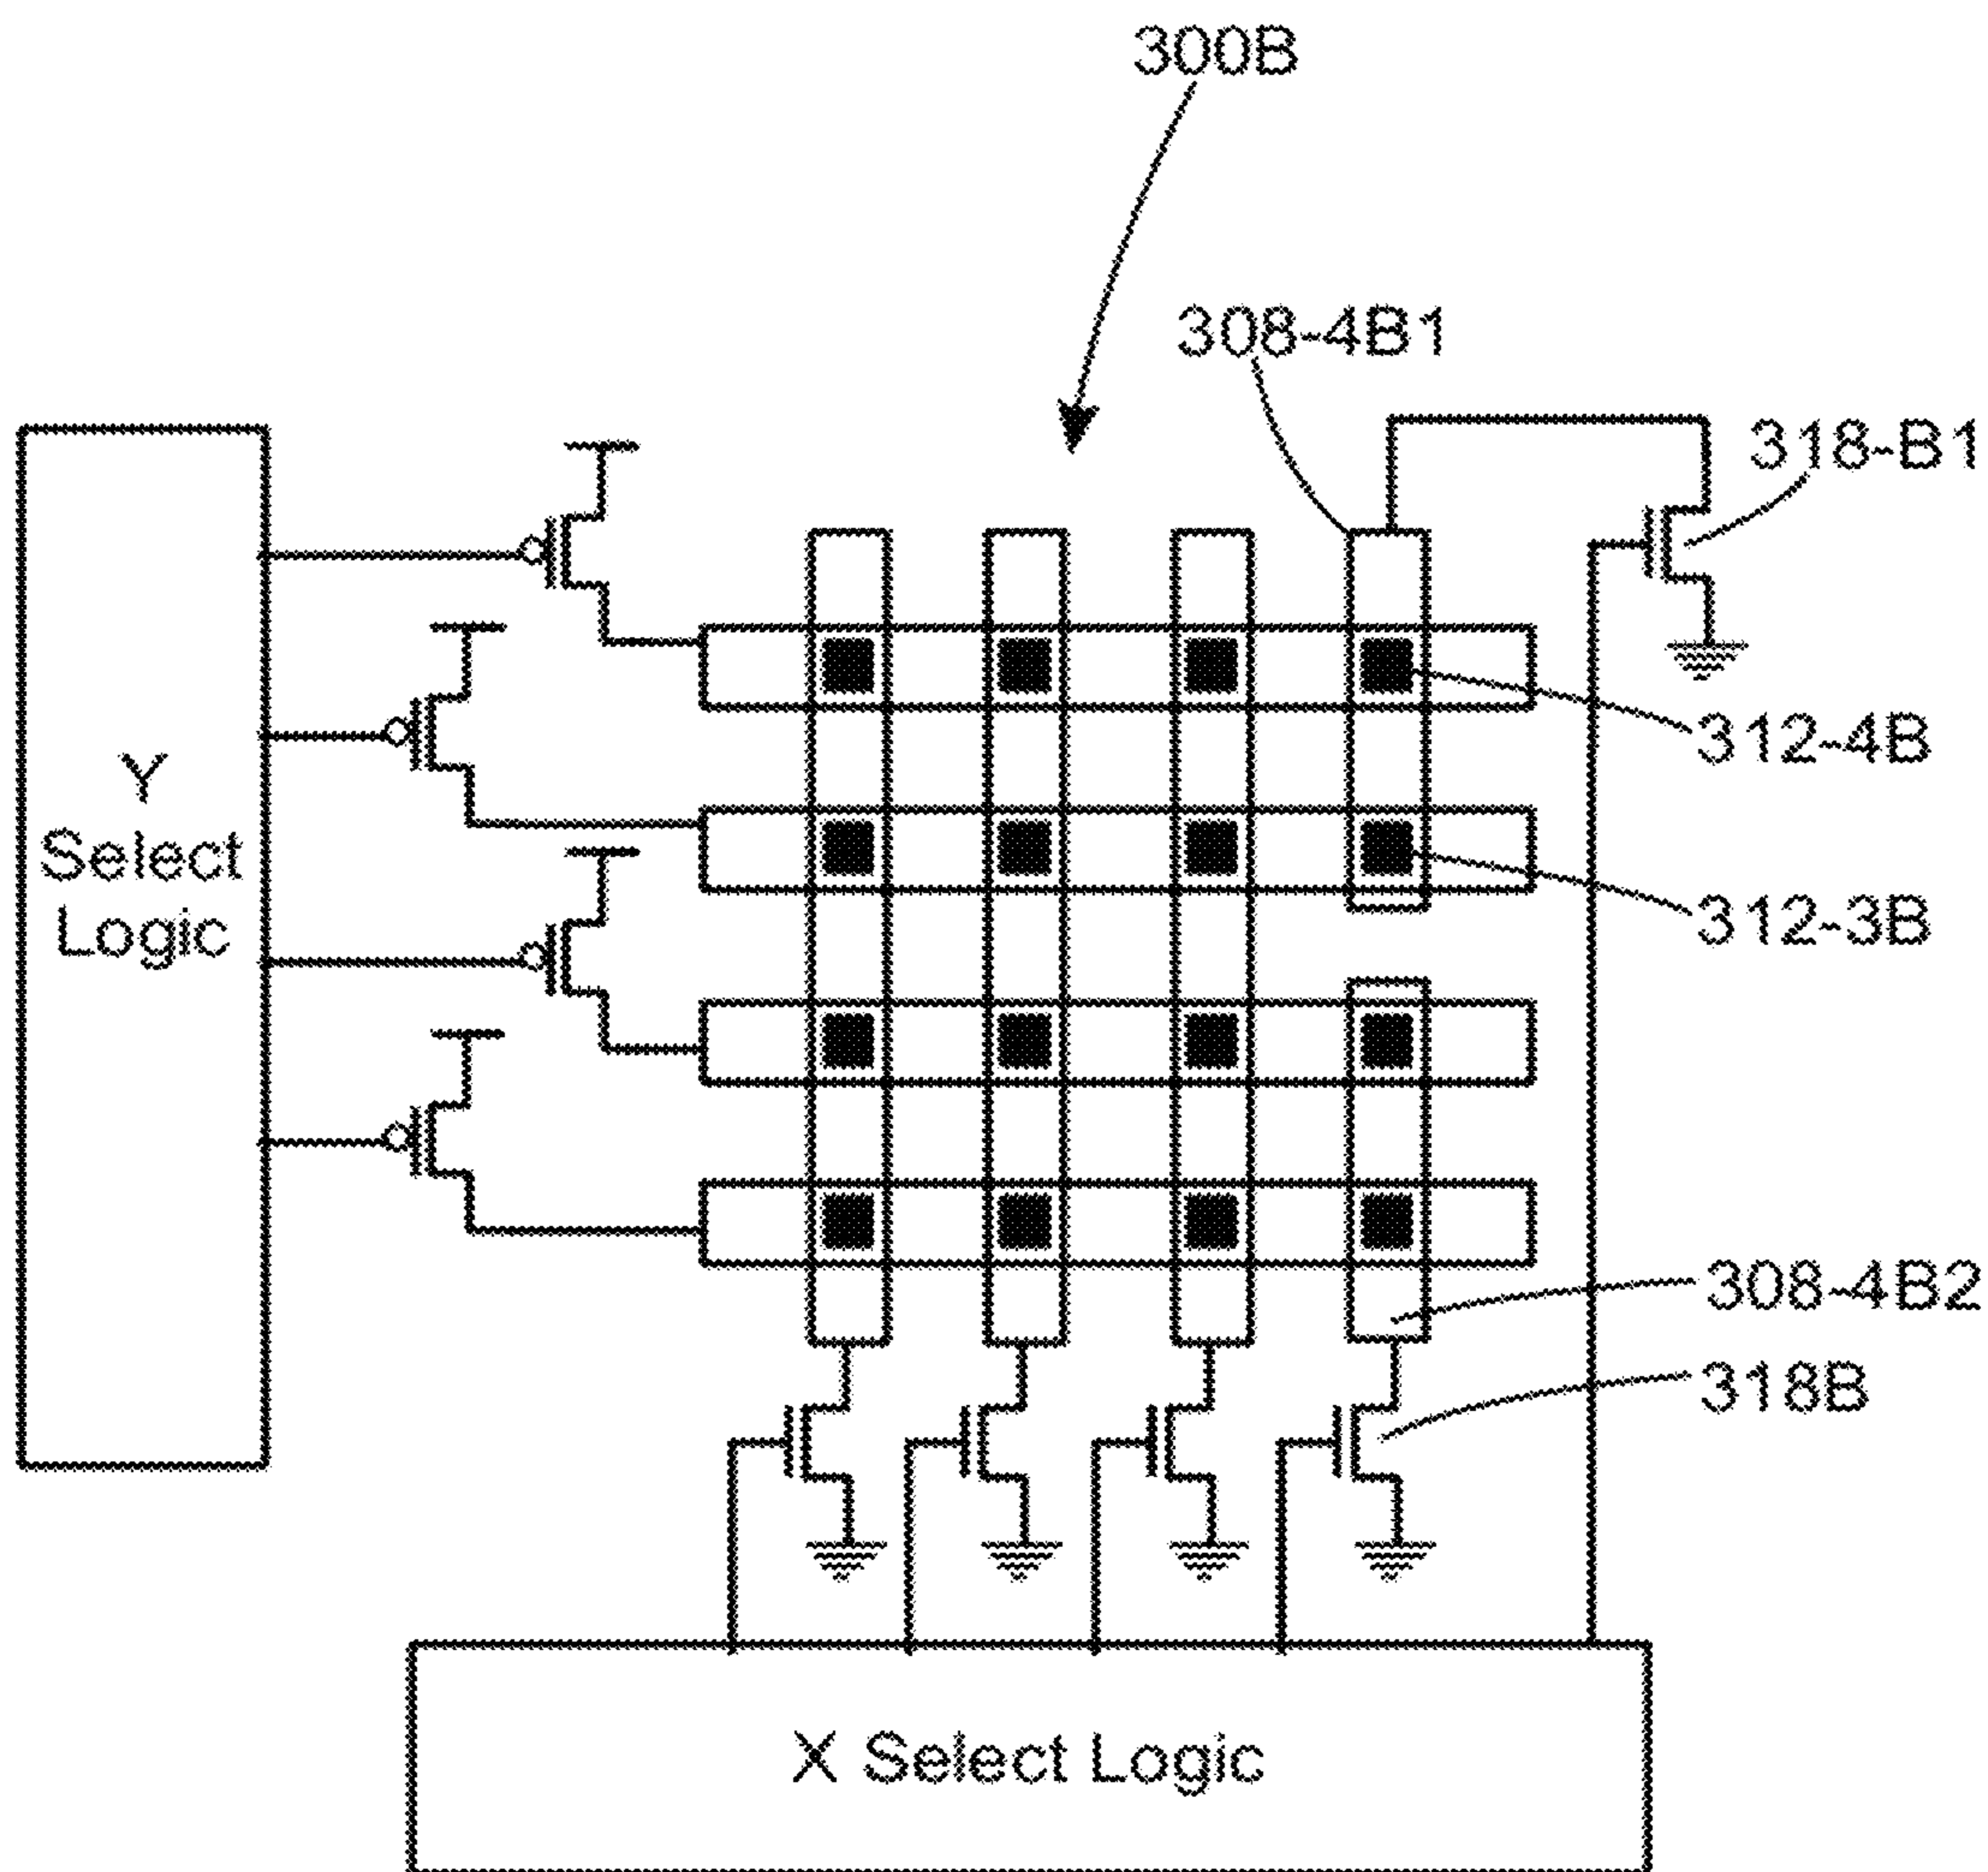 300B
308-4B1
318-B1
312-4B
Y
Select
Logic
312-3B
308-4B2
318B
X Select Logic